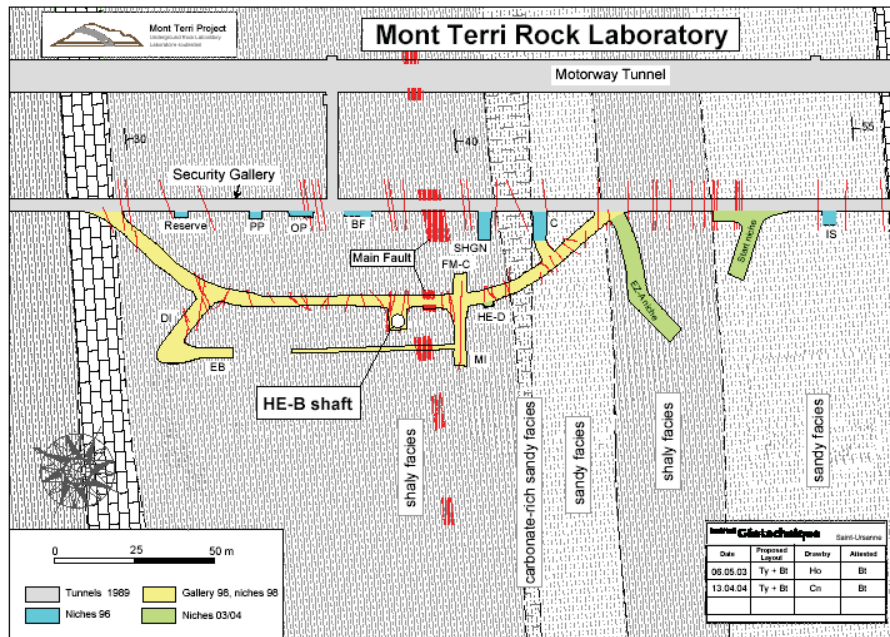 Mont Terri Project
Underground Rock Laboratory
Mont Terri Rock Laboratory
Motorway Tunnel
30
40
55
Security Gallery
Reserve
PP
OP
BF
SHGN
C
IS
Start niche
Main Fault
FM-C
EZ-A niche
DI
HE-D
EB
MI
HE-B shaft
shaly facies
carbonate-rich sandy facies
sandy facies
shaly facies
sandy facies
0 25 50 m
Tunnels 1989
Gallery 98, niches 98
Niches 96
Niches 03/04
Géotechnique Saint-Ursanne
Date Proposed Layout Drawby Attested
06.05.03 Ty + Bt Ho Bt
13.04.04 Ty + Bt Cn Bt